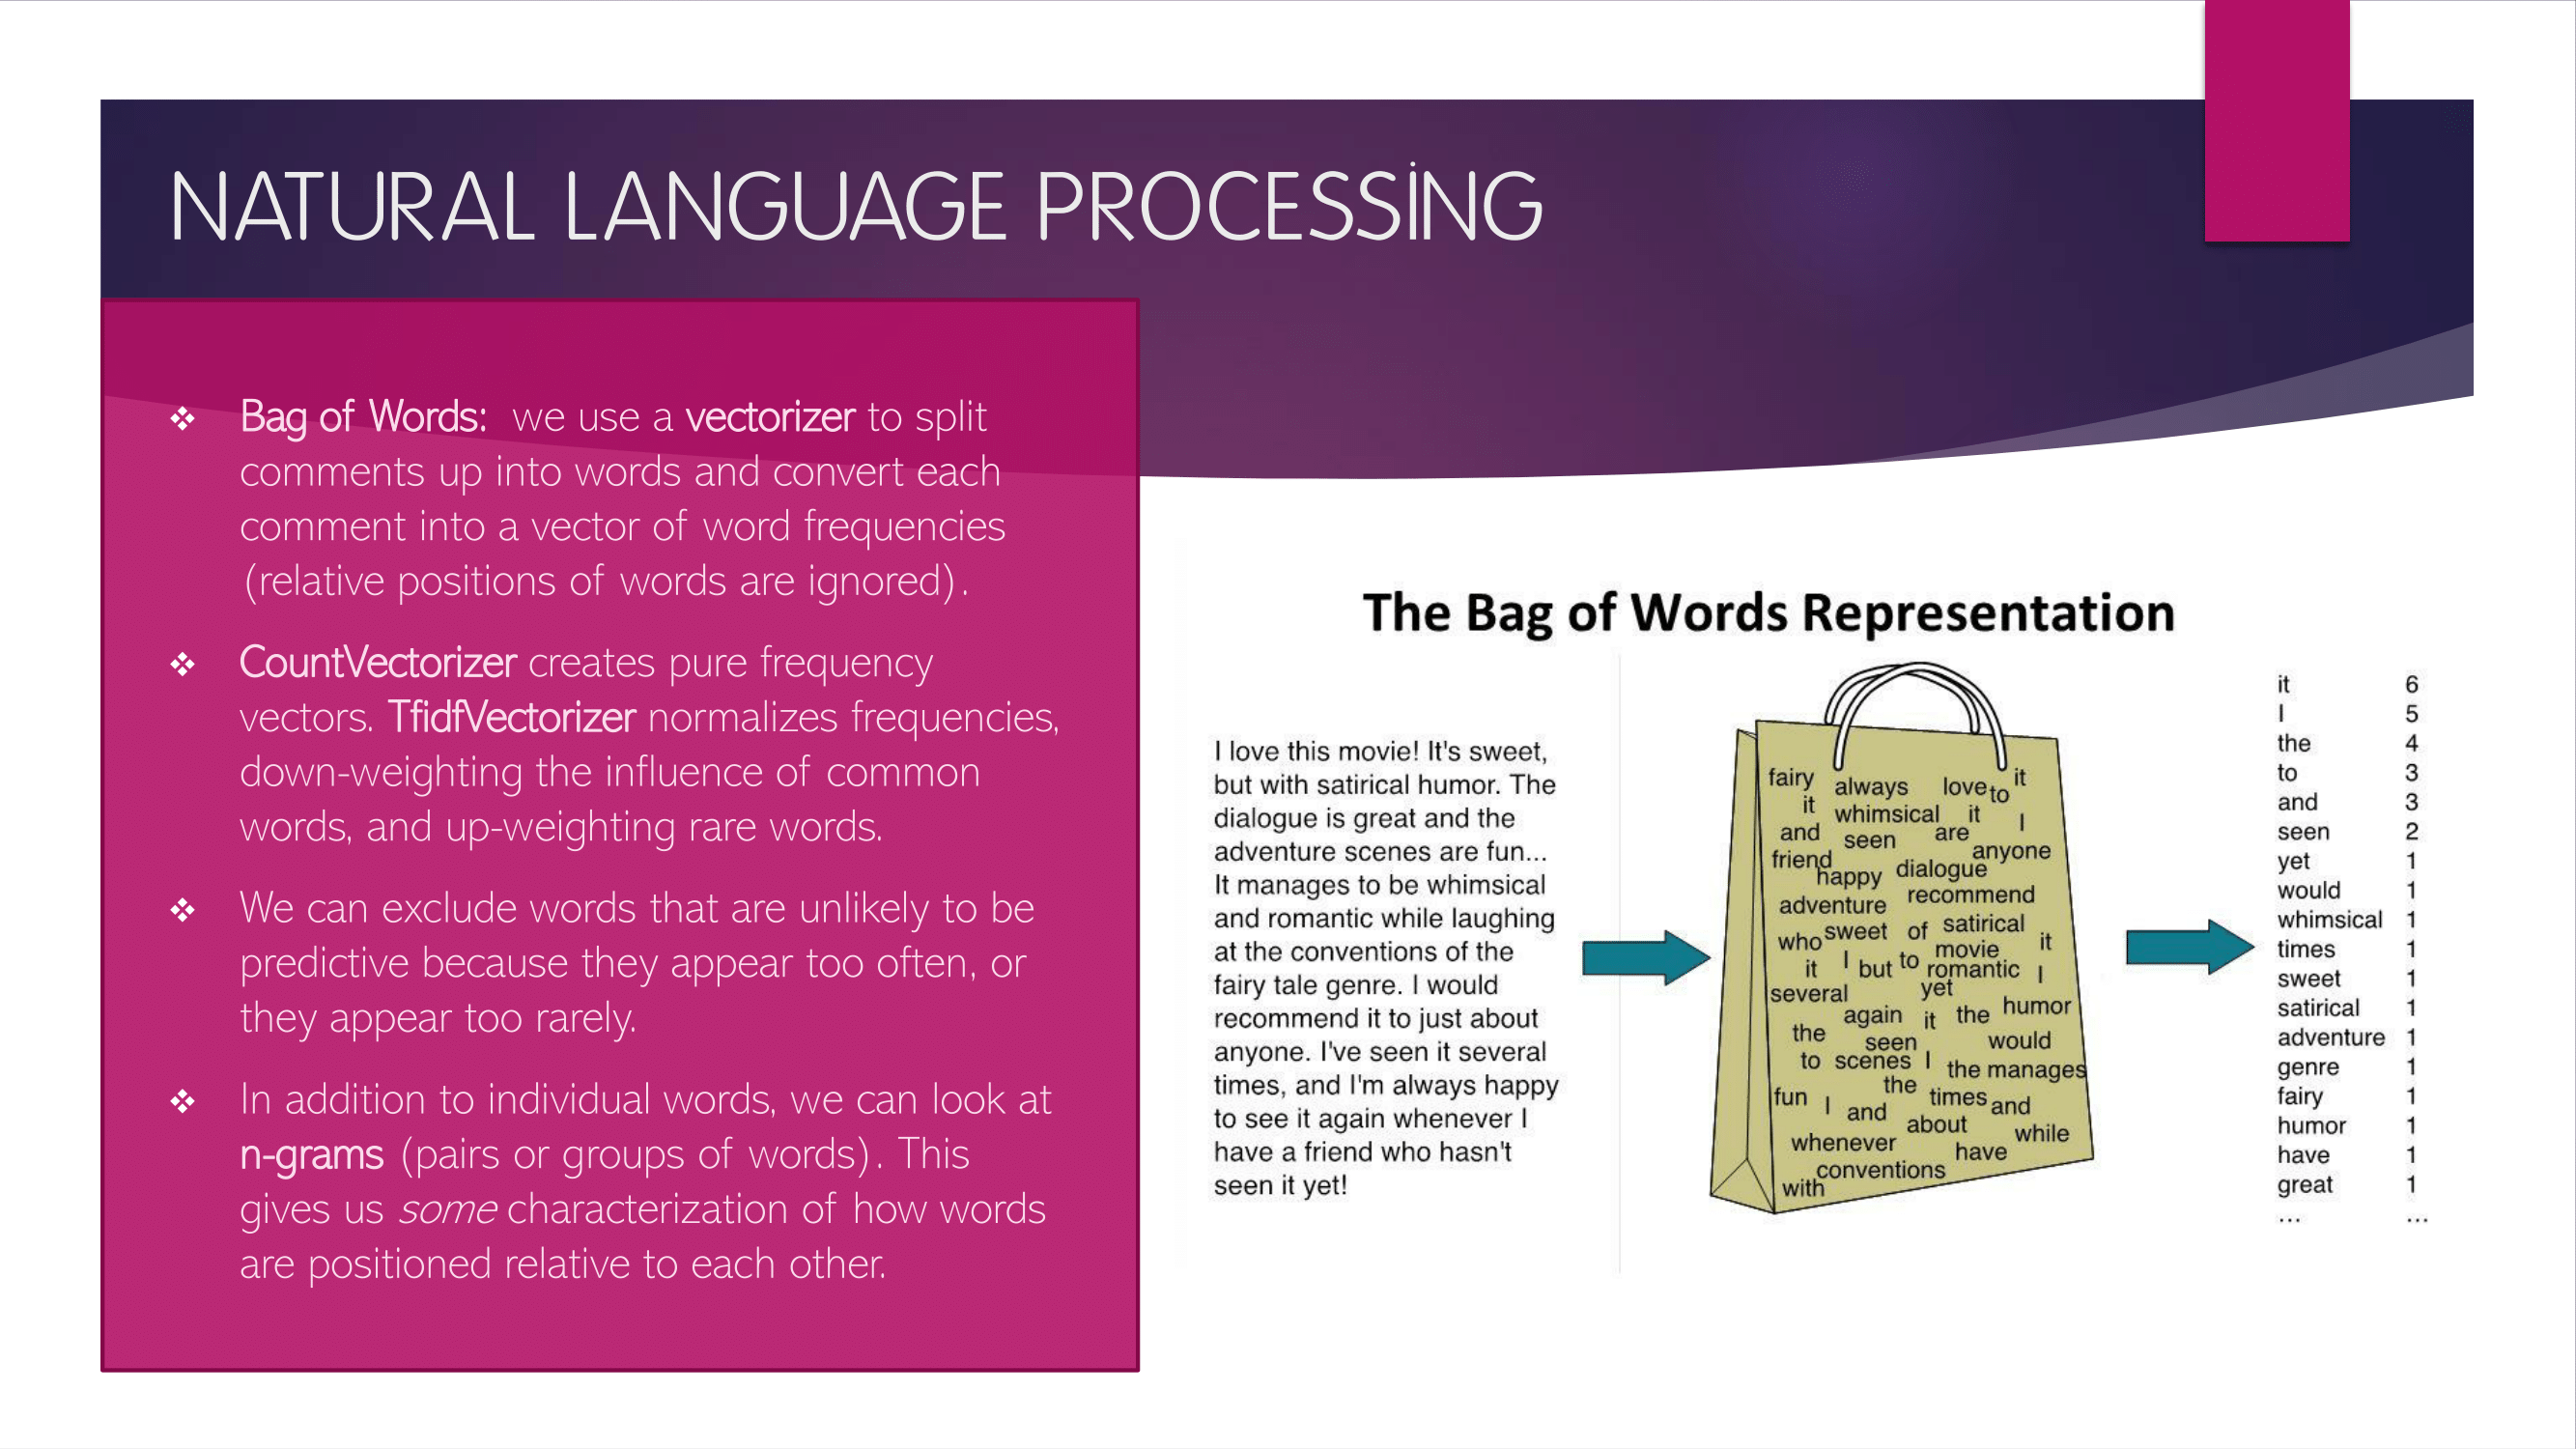 NATURAL LANGUAGE PROCESSING
❖ Bag of Words: we use a vectorizer to split
comments up into words and convert each
comment into a vector of word frequencies
(relative positions of words are ignored).
❖ CountVectorizer creates pure frequency
vectors. TfidfVectorizer normalizes frequencies,
down-weighting the influence of common
words, and up-weighting rare words.
❖ We can exclude words that are unlikely to be
predictive because they appear too often, or
they appear too rarely.
❖ In addition to individual words, we can look at
n-grams (pairs or groups of words). This
gives us some characterization of how words
are positioned relative to each other.
The Bag of Words Representation
I love this movie! It's sweet,
but with satirical humor. The
dialogue is great and the
adventure scenes are fun...
It manages to be whimsical
and romantic while laughing
at the conventions of the
fairy tale genre. I would
recommend it to just about
anyone. I've seen it several
times, and I'm always happy
to see it again whenever I
have a friend who hasn't
seen it yet!
fairy always love to it
it whimsical it I
and seen are
friend anyone
happy dialogue
adventure recommend
who sweet of satirical
it I but to movie it
romantic I
several yet
again it the humor
the seen would
to scenes I the manages
fun the times
I and and
about
whenever have while
conventions
with
it 6
I 5
the 4
to 3
and 3
seen 2
yet 1
would 1
whimsical 1
times 1
sweet 1
satirical 1
adventure 1
genre 1
fairy 1
humor 1
have 1
great 1
... ...